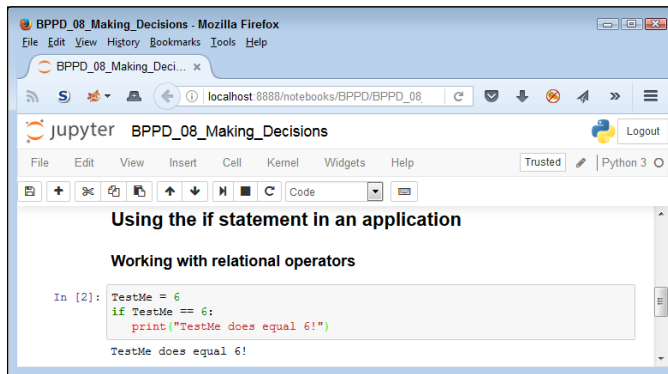 BPPD_08_Making_Decisions - Mozilla Firefox
File Edit View History Bookmarks Tools Help
BPPD_08_Making_Deci... ×
localhost:8888/notebooks/BPPD/BPPD_08
jupyter BPPD_08_Making_Decisions Logout
File Edit View Insert Cell Kernel Widgets Help Trusted Python 3
Code
Using the if statement in an application
Working with relational operators
In [2]: TestMe = 6
if TestMe == 6:
print("TestMe does equal 6!")
TestMe does equal 6!